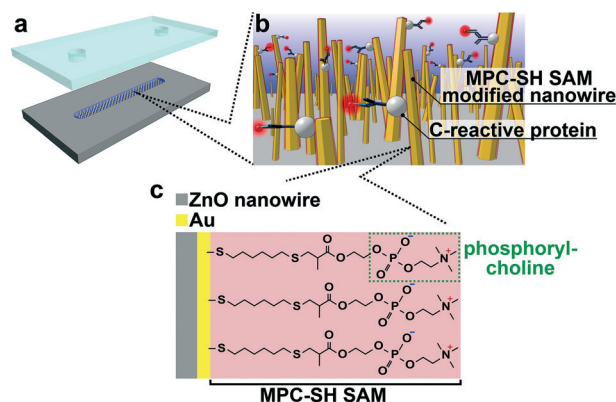 a
b
MPC-SH SAM
modified nanowire
C-reactive protein
c
ZnO nanowire
Au
phosphoryl-
choline
S S O O O P O O⁻ O N⁺
S S O O O P O O⁻ O N⁺
S S O O O P O O⁻ O N⁺
MPC-SH SAM